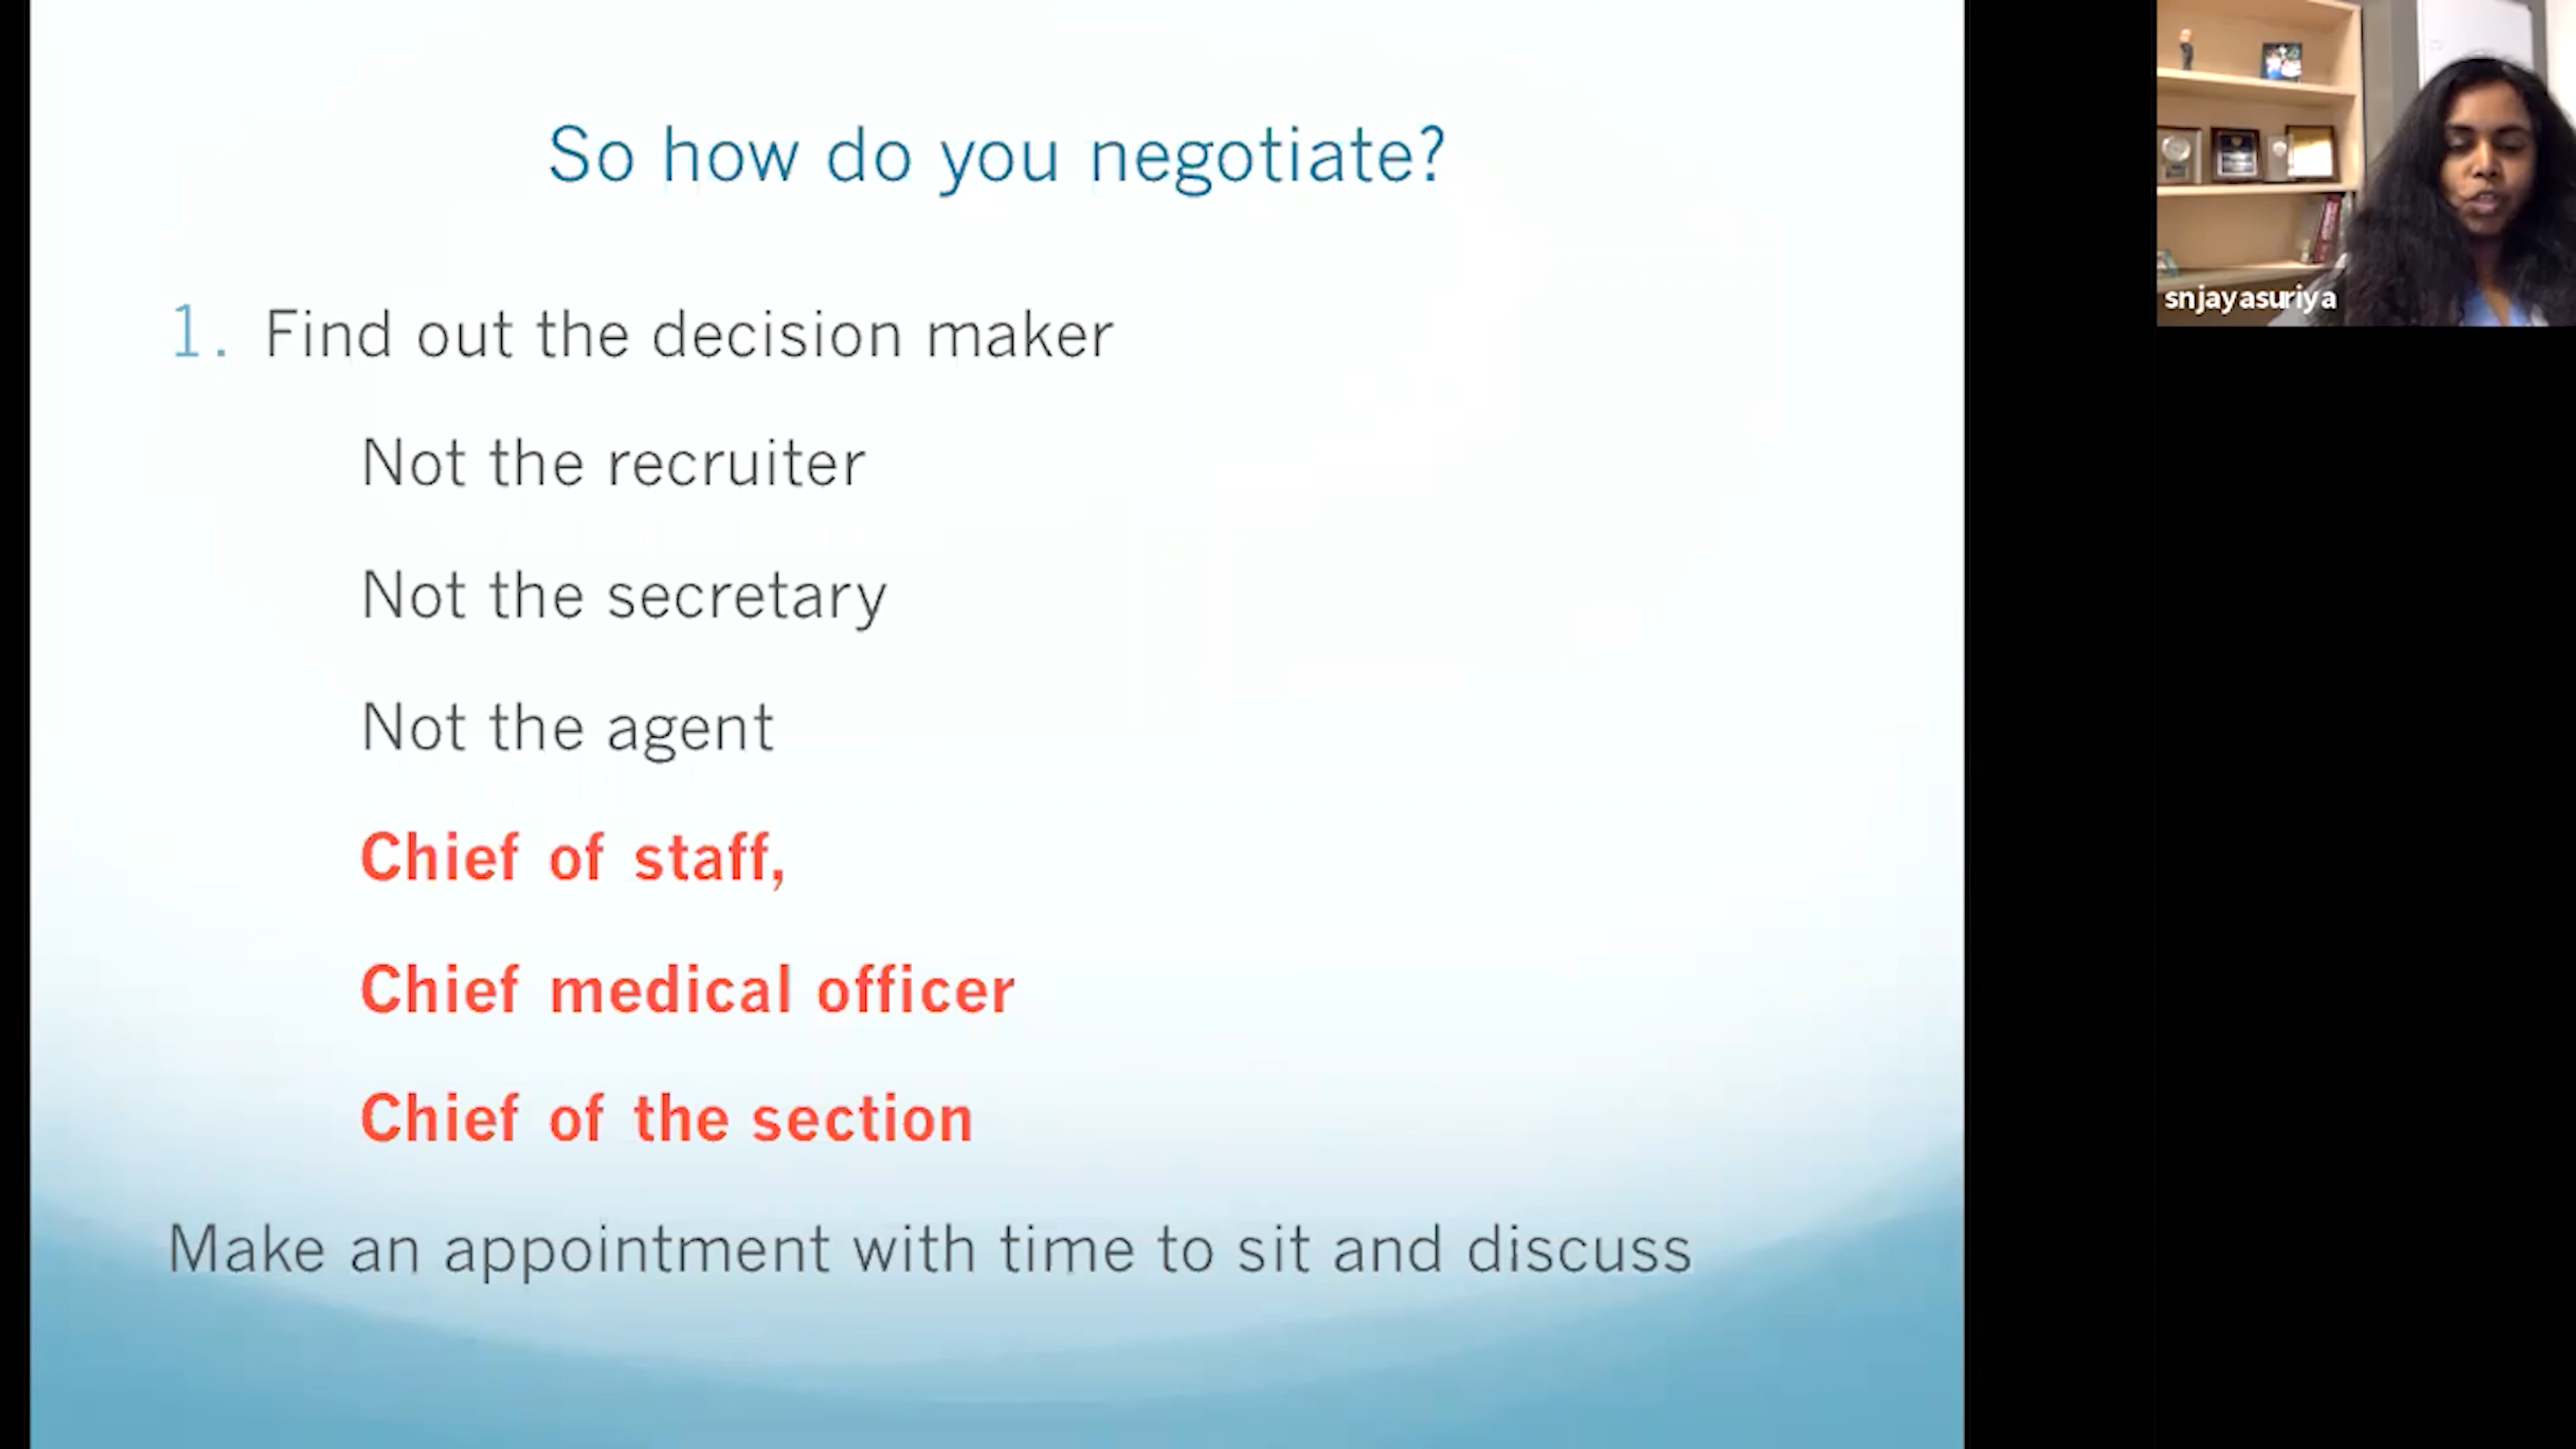 So how do you negotiate?
1. Find out the decision maker
Not the recruiter
Not the secretary
Not the agent
Chief of staff,
Chief medical officer
Chief of the section
Make an appointment with time to sit and discuss
snjayasuriya